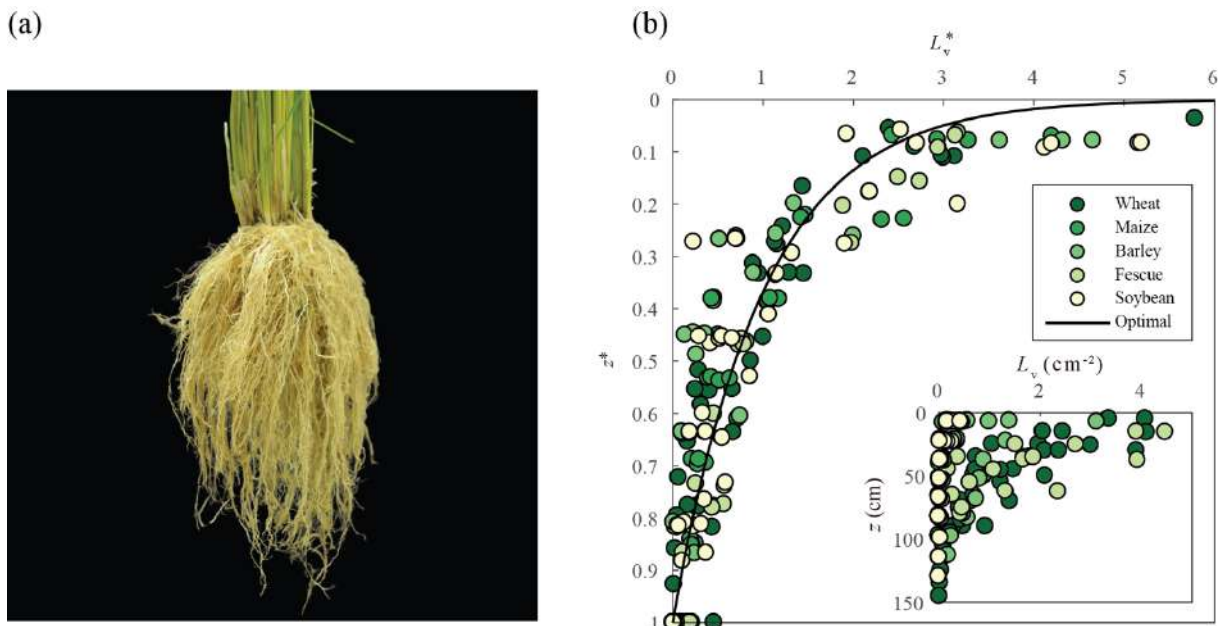 (a)
(b)
L_v^*
0 1 2 3 4 5 6
0
0.1
0.2
0.3
0.4
0.5
0.6
0.7
0.8
0.9
1
z*
Wheat
Maize
Barley
Fescue
Soybean
Optimal
L_v (cm⁻²)
0 2 4
0
50
100
150
z (cm)